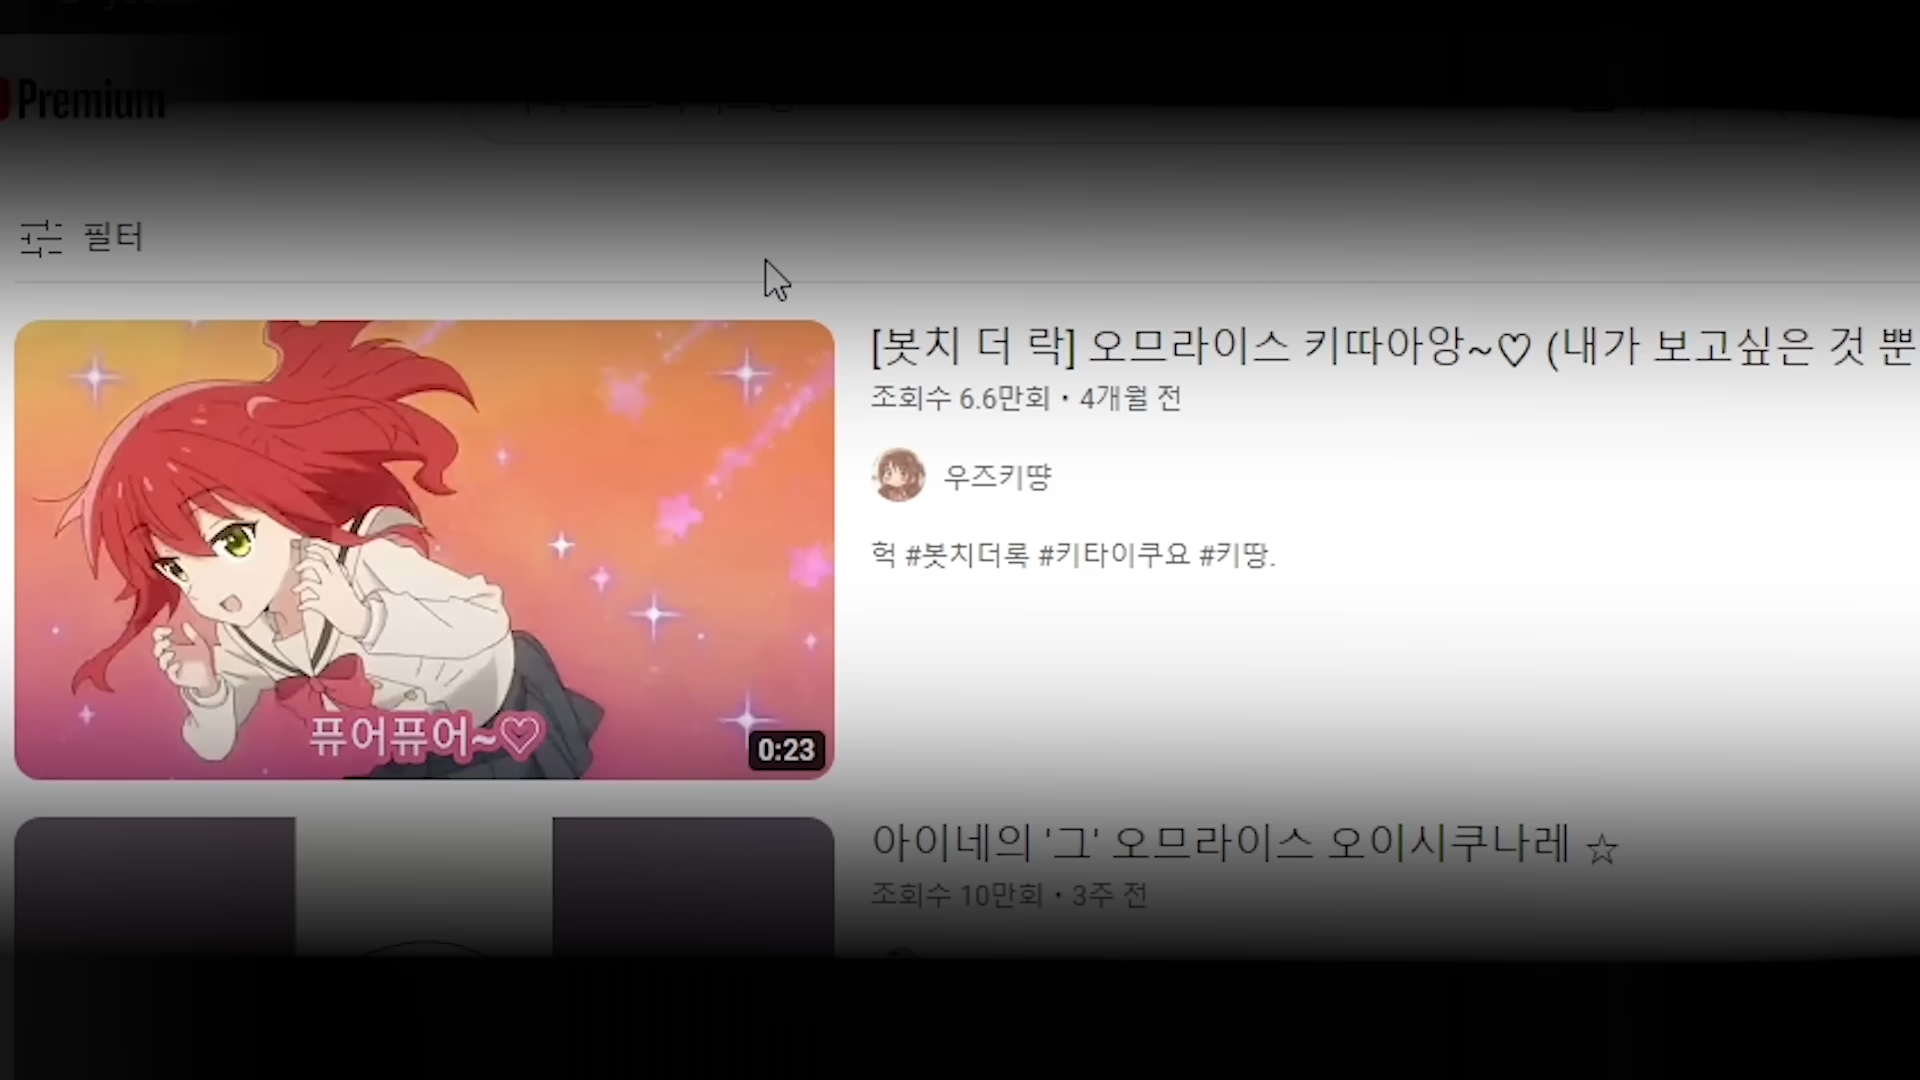 Premium
필터
[봇치 더 락] 오므라이스 키따아앙~♡ (내가 보고싶은 것 뿐
조회수 6.6만회・4개월 전
우즈키땽
헉 #봇치더록 #키타이쿠요 #키땅.
퓨어퓨어~♡
0:23
아이네의 '그' 오므라이스 오이시쿠나레 ☆
조회수 10만회・3주 전